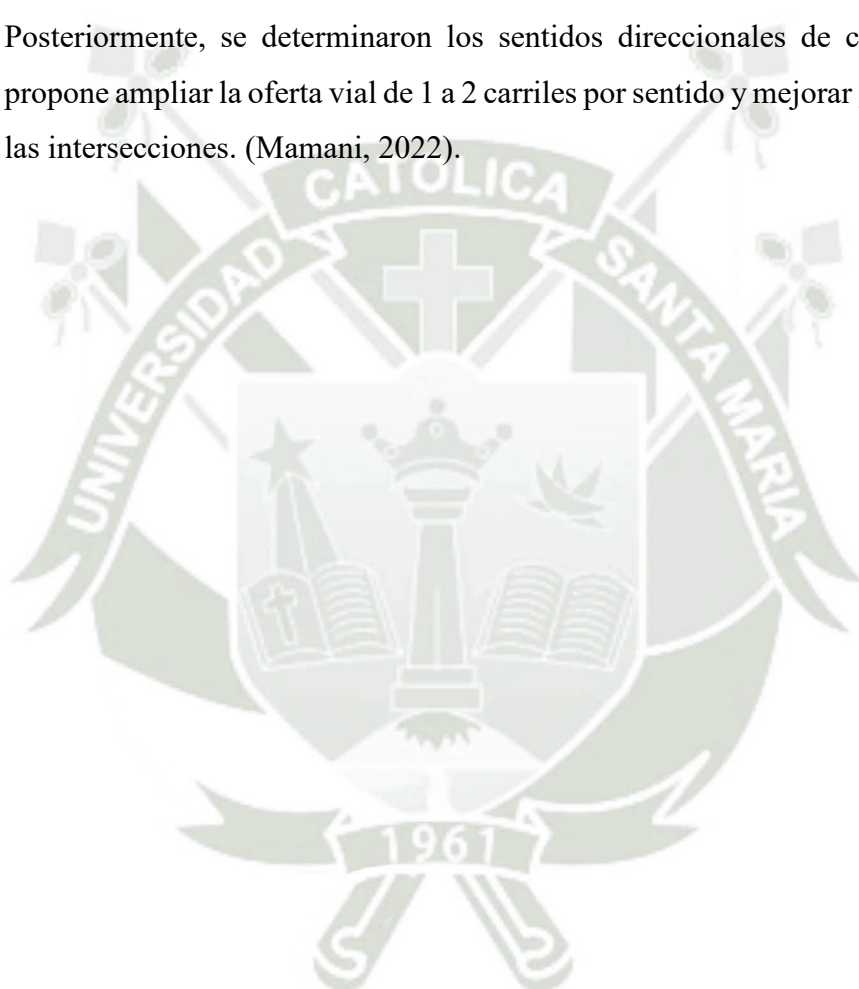 Posteriormente, se determinaron los sentidos direccionales de
propone ampliar la oferta vial de 1 a 2 carriles por sentido y mejorar
las intersecciones. (Mamani, 2022).
UNIVERSIDAD CATÓLICA SANTA MARIA
1961